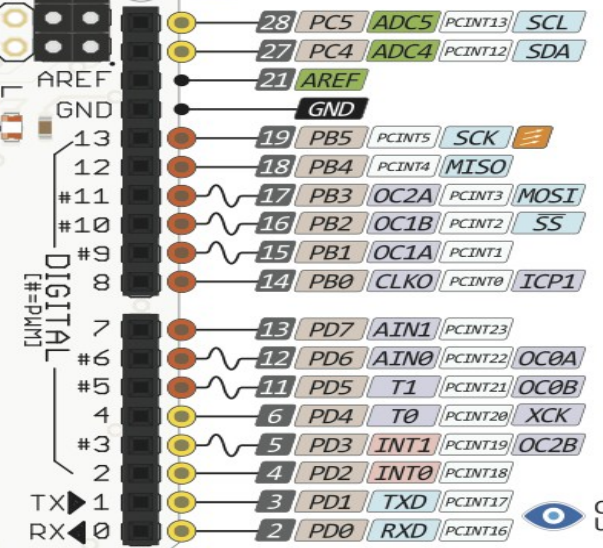 28 PC5 ADC5 PCINT13 SCL
27 PC4 ADC4 PCINT12 SDA
AREF 21 AREF
GND GND
13 19 PB5 PCINT5 SCK
12 18 PB4 PCINT4 MISO
#11 17 PB3 OC2A PCINT3 MOSI
#10 16 PB2 OC1B PCINT2 SS
#9 15 PB1 OC1A PCINT1
8 14 PB0 CLKO PCINT0 ICP1
DIGITAL
[#=PWM]
7 13 PD7 AIN1 PCINT23
#6 12 PD6 AIN0 PCINT22 OC0A
#5 11 PD5 T1 PCINT21 OC0B
4 6 PD4 T0 PCINT20 XCK
#3 5 PD3 INT1 PCINT19 OC2B
2 4 PD2 INT0 PCINT18
TX▶1 3 PD1 TXD PCINT17
RX◀0 2 PD0 RXD PCINT16